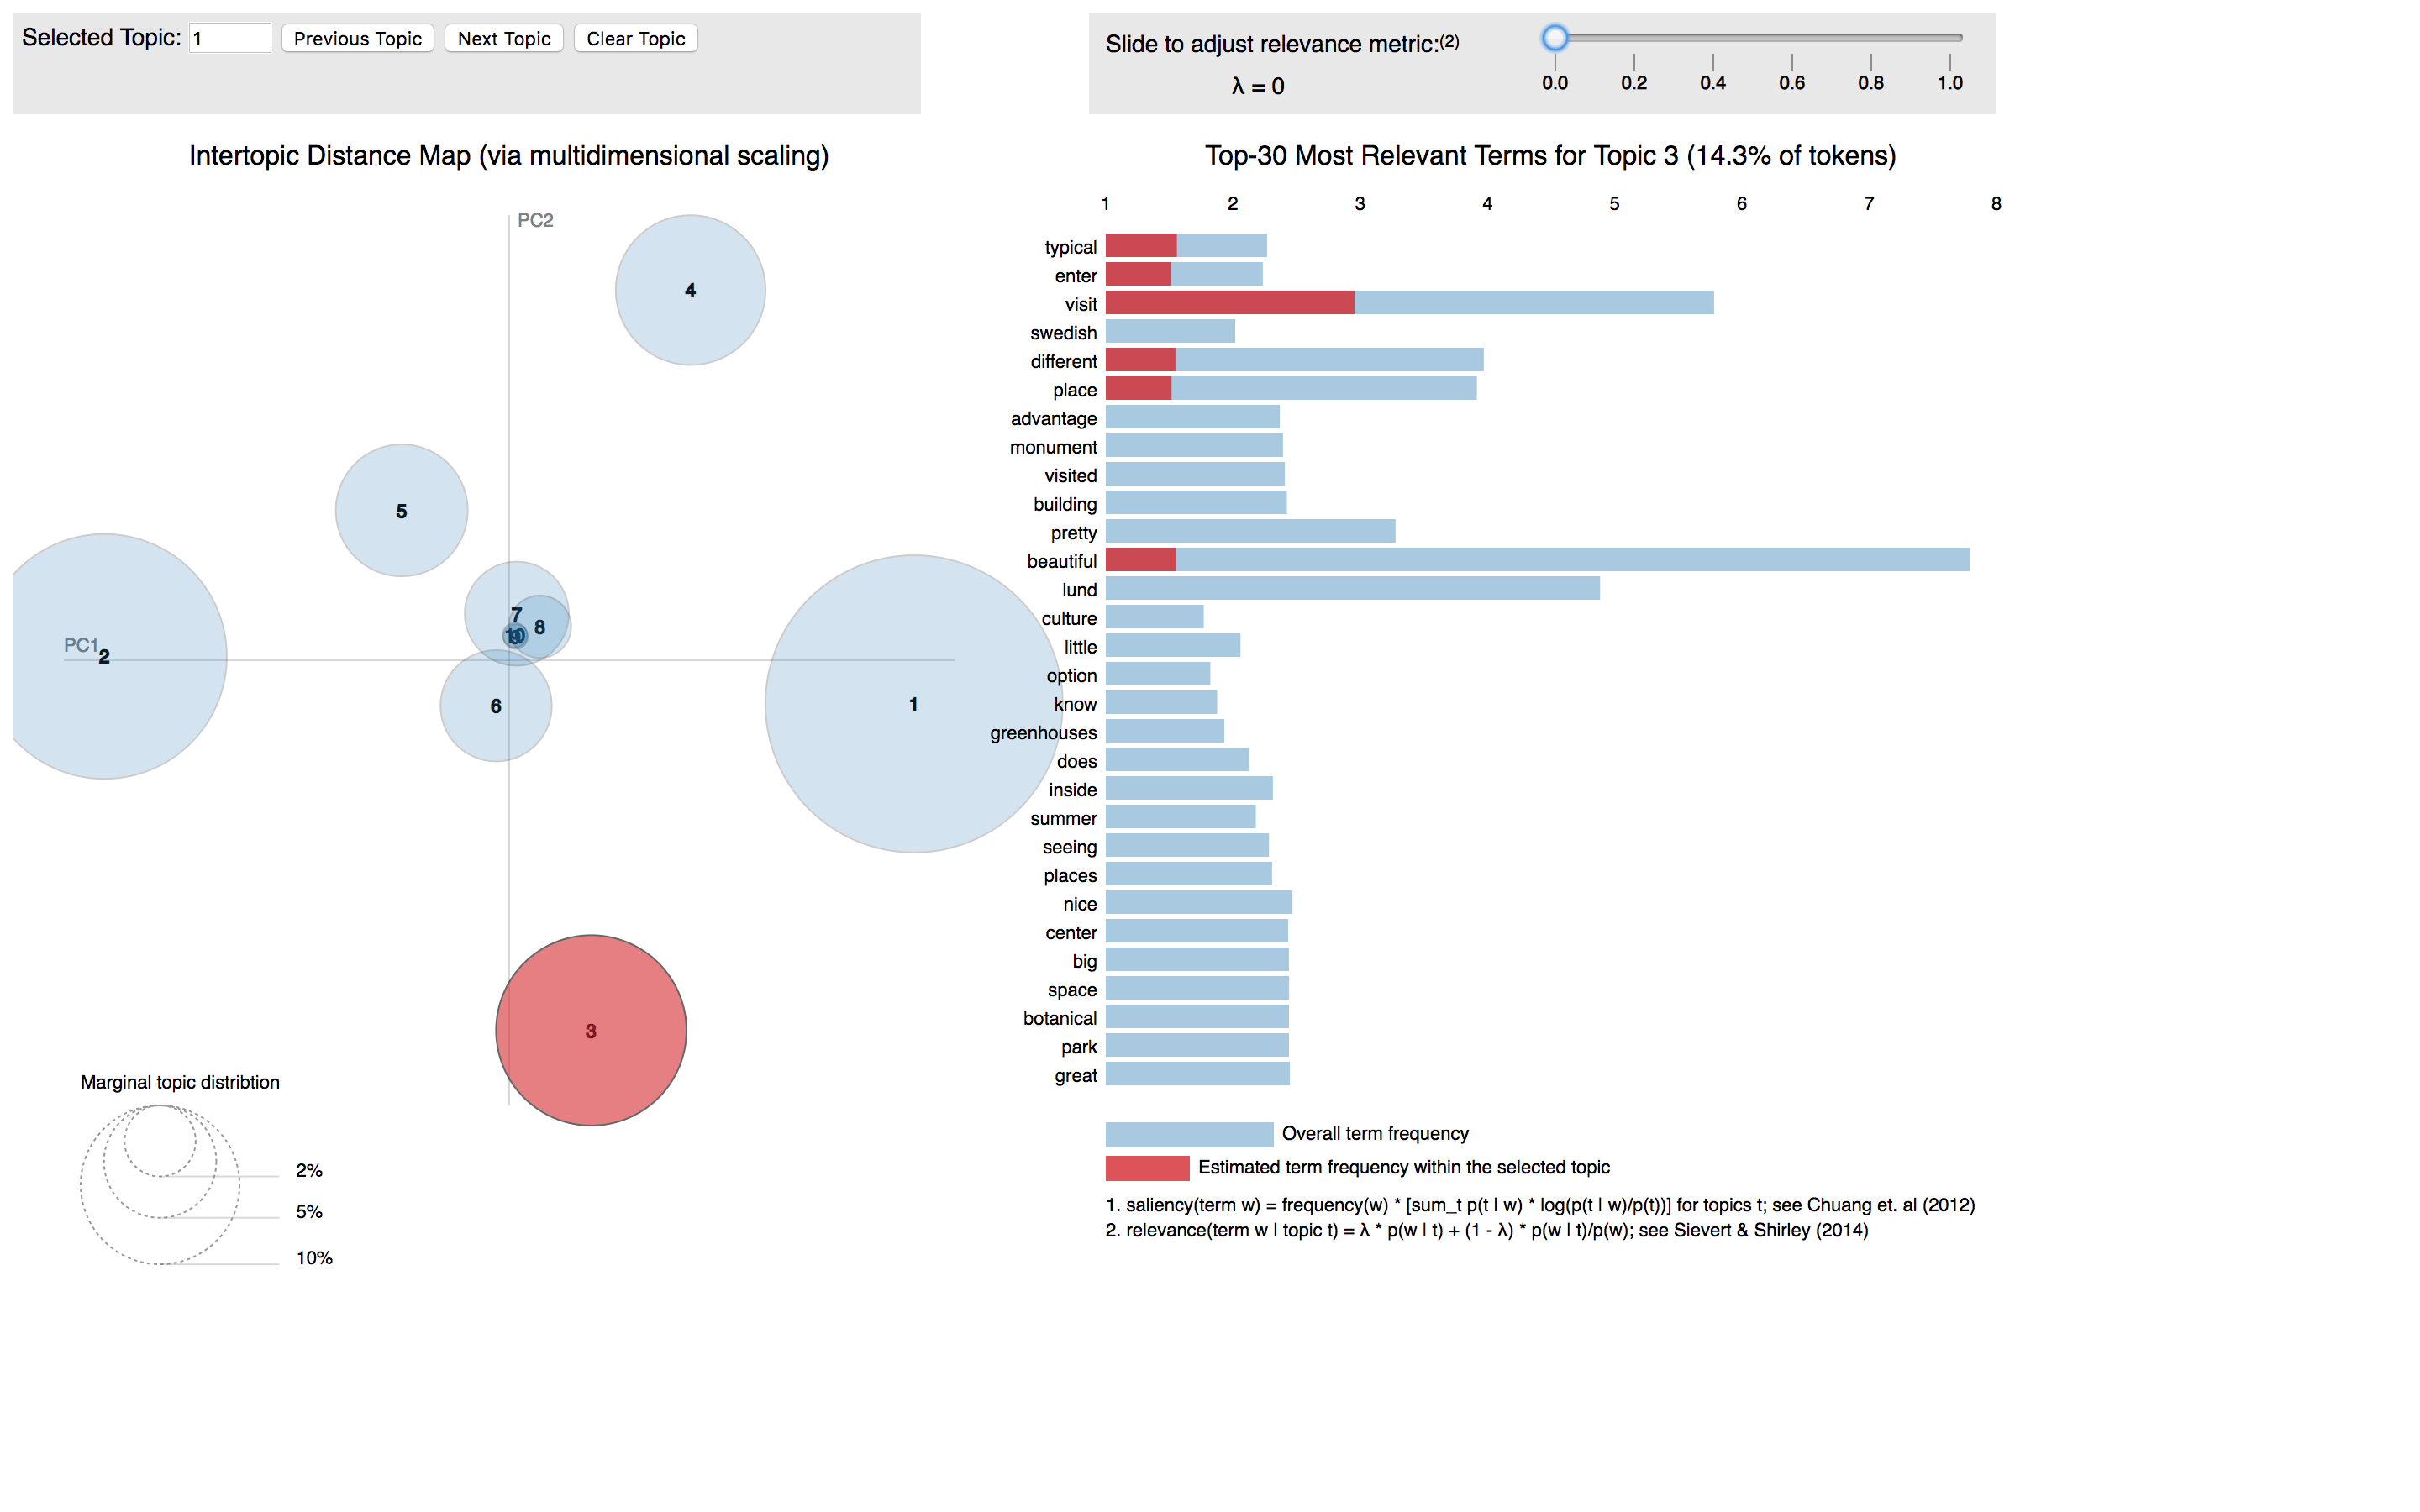 Selected Topic: 1 Previous Topic Next Topic Clear Topic
Slide to adjust relevance metric:(2)
λ = 0
0.0 0.2 0.4 0.6 0.8 1.0
Intertopic Distance Map (via multidimensional scaling)
PC2
PC1
4
5
7
8
10
9
2
6
1
3
Marginal topic distribtion
2%
5%
10%
Top-30 Most Relevant Terms for Topic 3 (14.3% of tokens)
1 2 3 4 5 6 7 8
typical
enter
visit
swedish
different
place
advantage
monument
visited
building
pretty
beautiful
lund
culture
little
option
know
greenhouses
does
inside
summer
seeing
places
nice
center
big
space
botanical
park
great
Overall term frequency
Estimated term frequency within the selected topic
1. saliency(term w) = frequency(w) * [sum_t p(t | w) * log(p(t | w)/p(t))] for topics t; see Chuang et. al (2012)
2. relevance(term w | topic t) = λ * p(w | t) + (1 - λ) * p(w | t)/p(w); see Sievert & Shirley (2014)